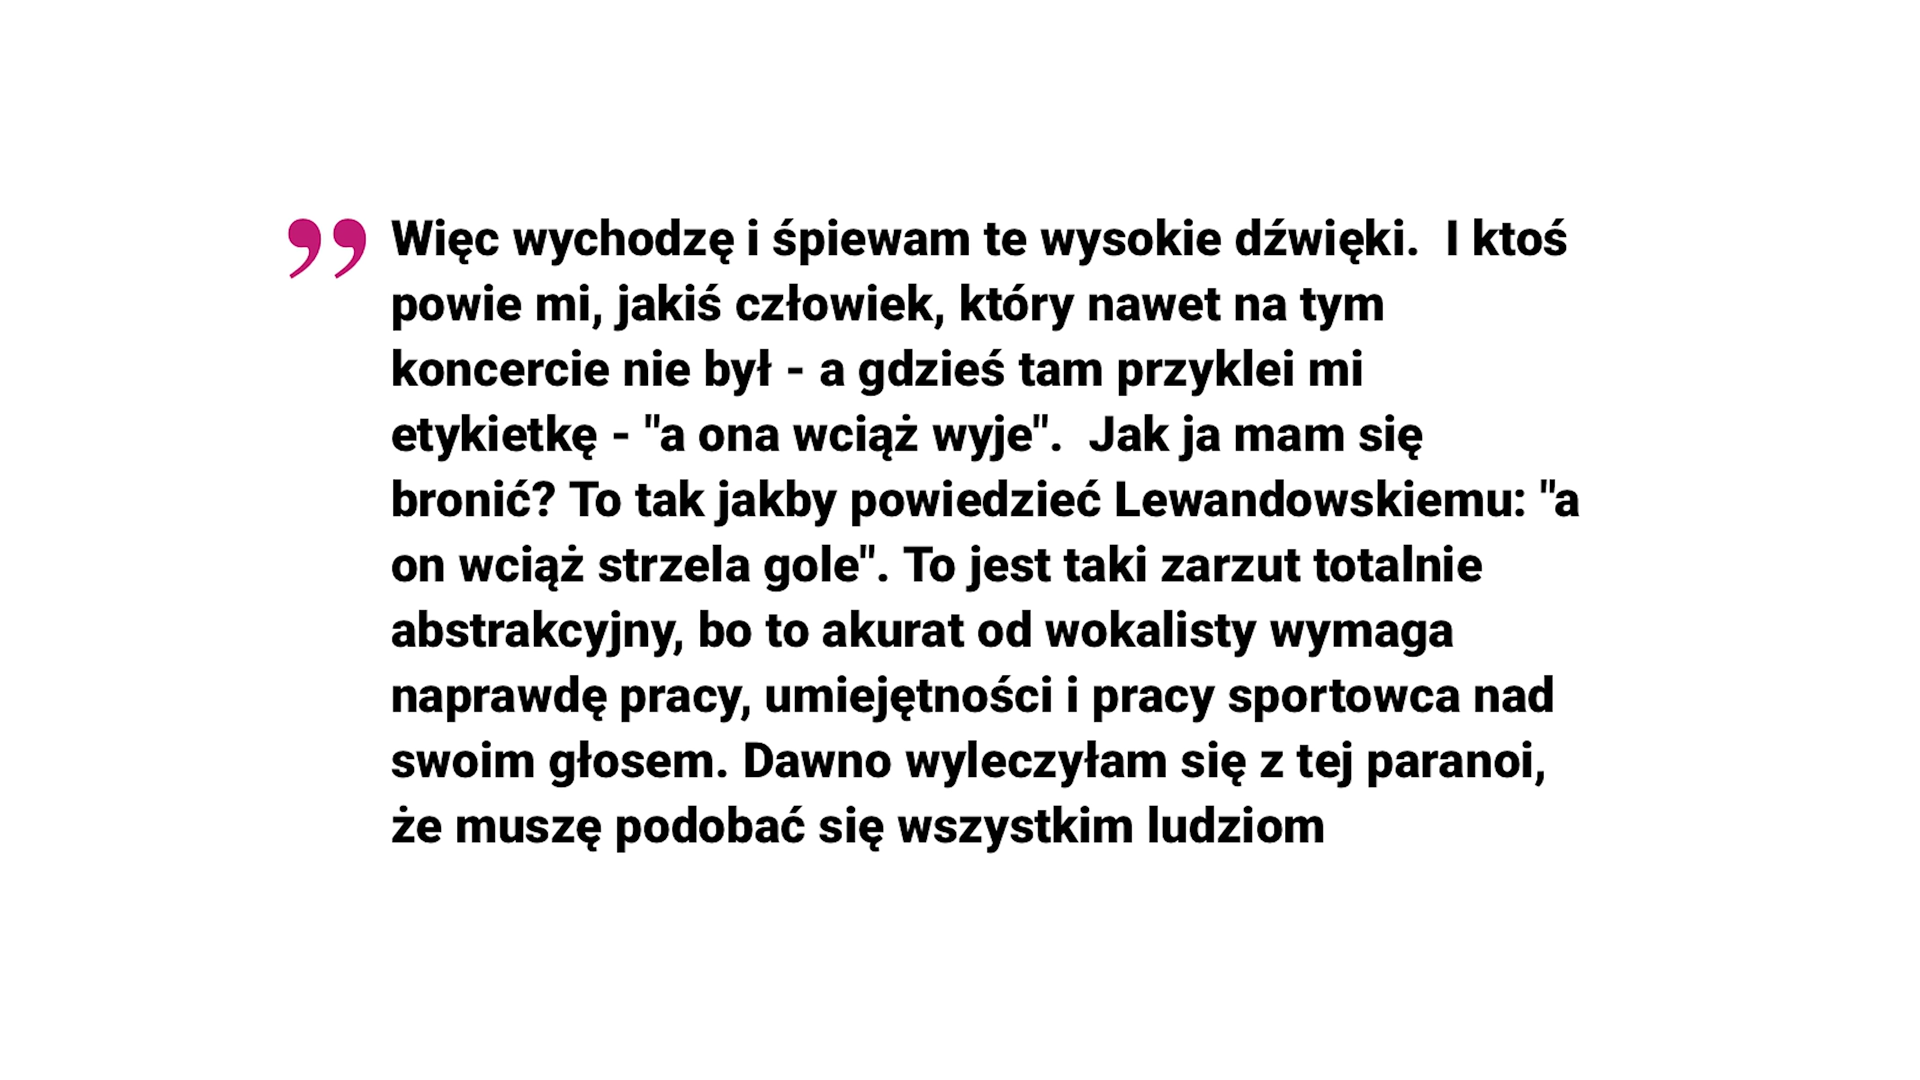 ” Więc wychodzę i śpiewam te wysokie dźwięki.  I ktoś
powie mi, jakiś człowiek, który nawet na tym
koncercie nie był - a gdzieś tam przyklei mi
etykietkę - "a ona wciąż wyje".  Jak ja mam się
bronić? To tak jakby powiedzieć Lewandowskiemu: "a
on wciąż strzela gole". To jest taki zarzut totalnie
abstrakcyjny, bo to akurat od wokalisty wymaga
naprawdę pracy, umiejętności i pracy sportowca nad
swoim głosem. Dawno wyleczyłam się z tej paranoi,
że muszę podobać się wszystkim ludziom